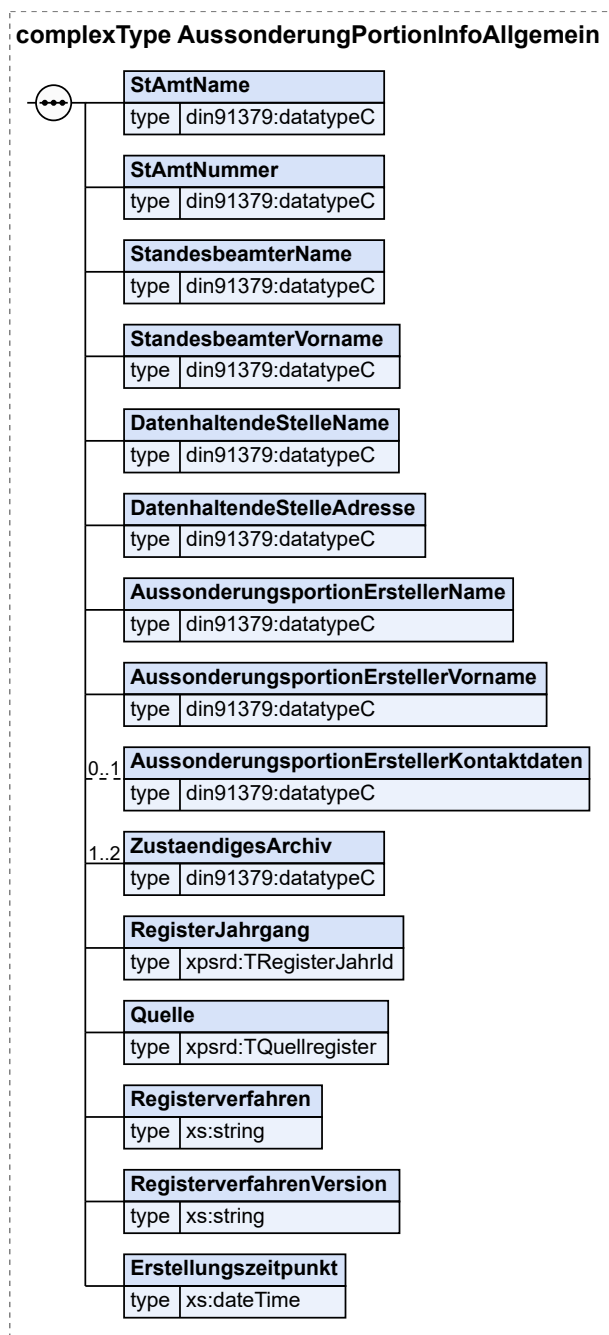 complexType AussonderungPortionInfoAllgemein
StAmtName
type din91379:datatypeC
StAmtNummer
type din91379:datatypeC
StandesbeamterName
type din91379:datatypeC
StandesbeamterVorname
type din91379:datatypeC
DatenhaltendeStelleName
type din91379:datatypeC
DatenhaltendeStelleAdresse
type din91379:datatypeC
AussonderungsportionErstellerName
type din91379:datatypeC
AussonderungsportionErstellerVorname
type din91379:datatypeC
0..1 AussonderungsportionErstellerKontaktdaten
type din91379:datatypeC
1..2 ZustaendigesArchiv
type din91379:datatypeC
RegisterJahrgang
type xpsrd:TRegisterJahrId
Quelle
type xpsrd:TQuellregister
Registerverfahren
type xs:string
RegisterverfahrenVersion
type xs:string
Erstellungszeitpunkt
type xs:dateTime